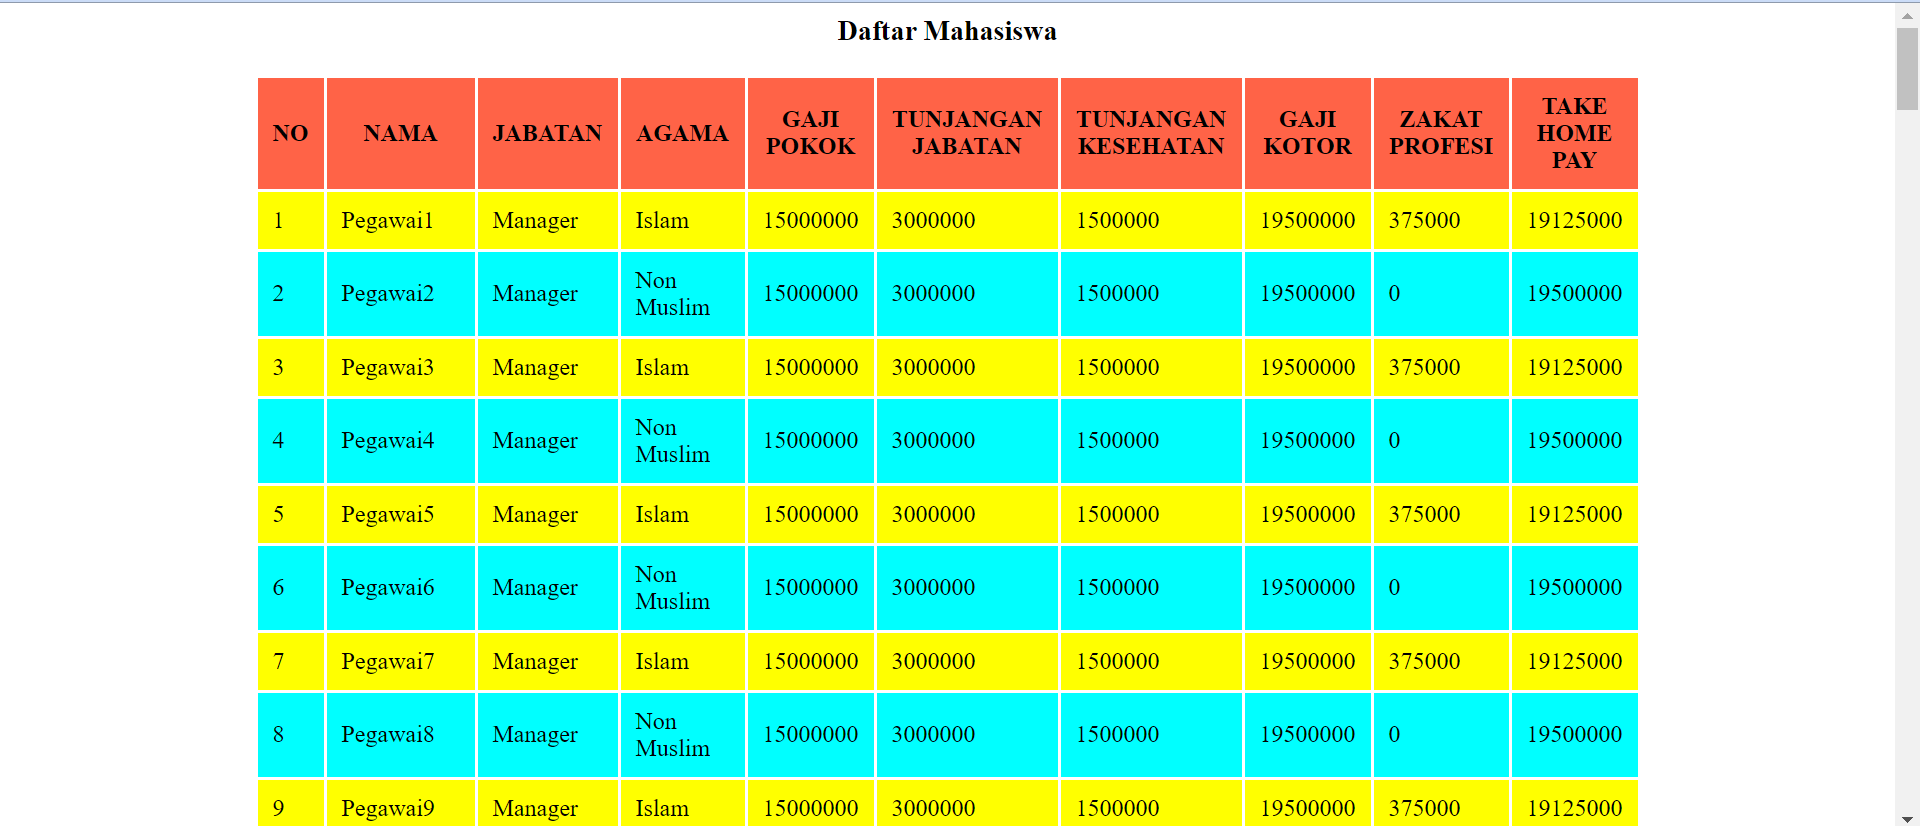 Daftar Mahasiswa
NO NAMA JABATAN AGAMA GAJI POKOK TUNJANGAN JABATAN TUNJANGAN KESEHATAN GAJI KOTOR ZAKAT PROFESI TAKE HOME PAY
1 Pegawai1 Manager Islam 15000000 3000000 1500000 19500000 375000 19125000
2 Pegawai2 Manager Non Muslim 15000000 3000000 1500000 19500000 0 19500000
3 Pegawai3 Manager Islam 15000000 3000000 1500000 19500000 375000 19125000
4 Pegawai4 Manager Non Muslim 15000000 3000000 1500000 19500000 0 19500000
5 Pegawai5 Manager Islam 15000000 3000000 1500000 19500000 375000 19125000
6 Pegawai6 Manager Non Muslim 15000000 3000000 1500000 19500000 0 19500000
7 Pegawai7 Manager Islam 15000000 3000000 1500000 19500000 375000 19125000
8 Pegawai8 Manager Non Muslim 15000000 3000000 1500000 19500000 0 19500000
9 Pegawai9 Manager Islam 15000000 3000000 1500000 19500000 375000 19125000